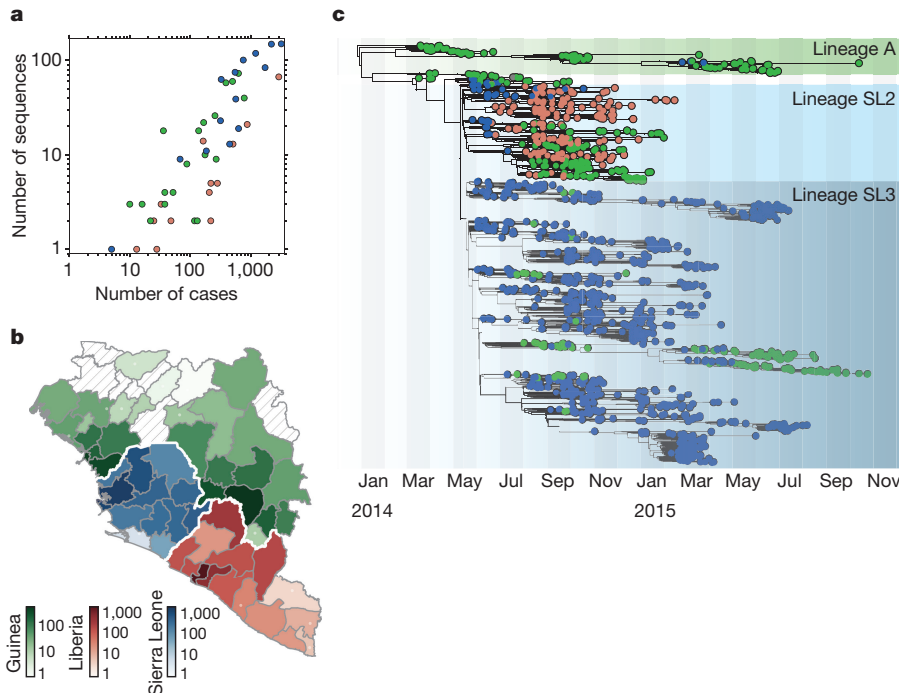 a
100
10
1
1
10
100
1,000
Number of sequences
Number of cases
b
100
10
1
Guinea
1,000
100
10
1
Liberia
1,000
100
10
1
Sierra Leone
c
Lineage A
Lineage SL2
Lineage SL3
Jan Mar May Jul Sep Nov Jan Mar May Jul Sep Nov
2014 2015